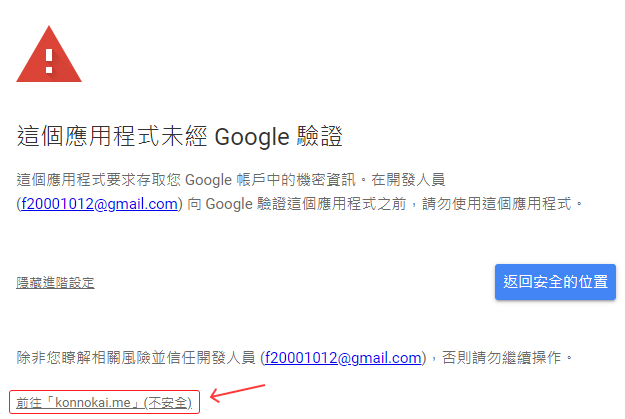 這個應用程式未經 Google 驗證
這個應用程式要求存取您 Google 帳戶中的機密資訊。在開發人員
(f20001012@gmail.com) 向 Google 驗證這個應用程式之前，請勿使用這個應用程式。
隱藏進階設定
返回安全的位置
除非您瞭解相關風險並信任開發人員 (f20001012@gmail.com)，否則請勿繼續操作。
前往「konnokai.me」(不安全)